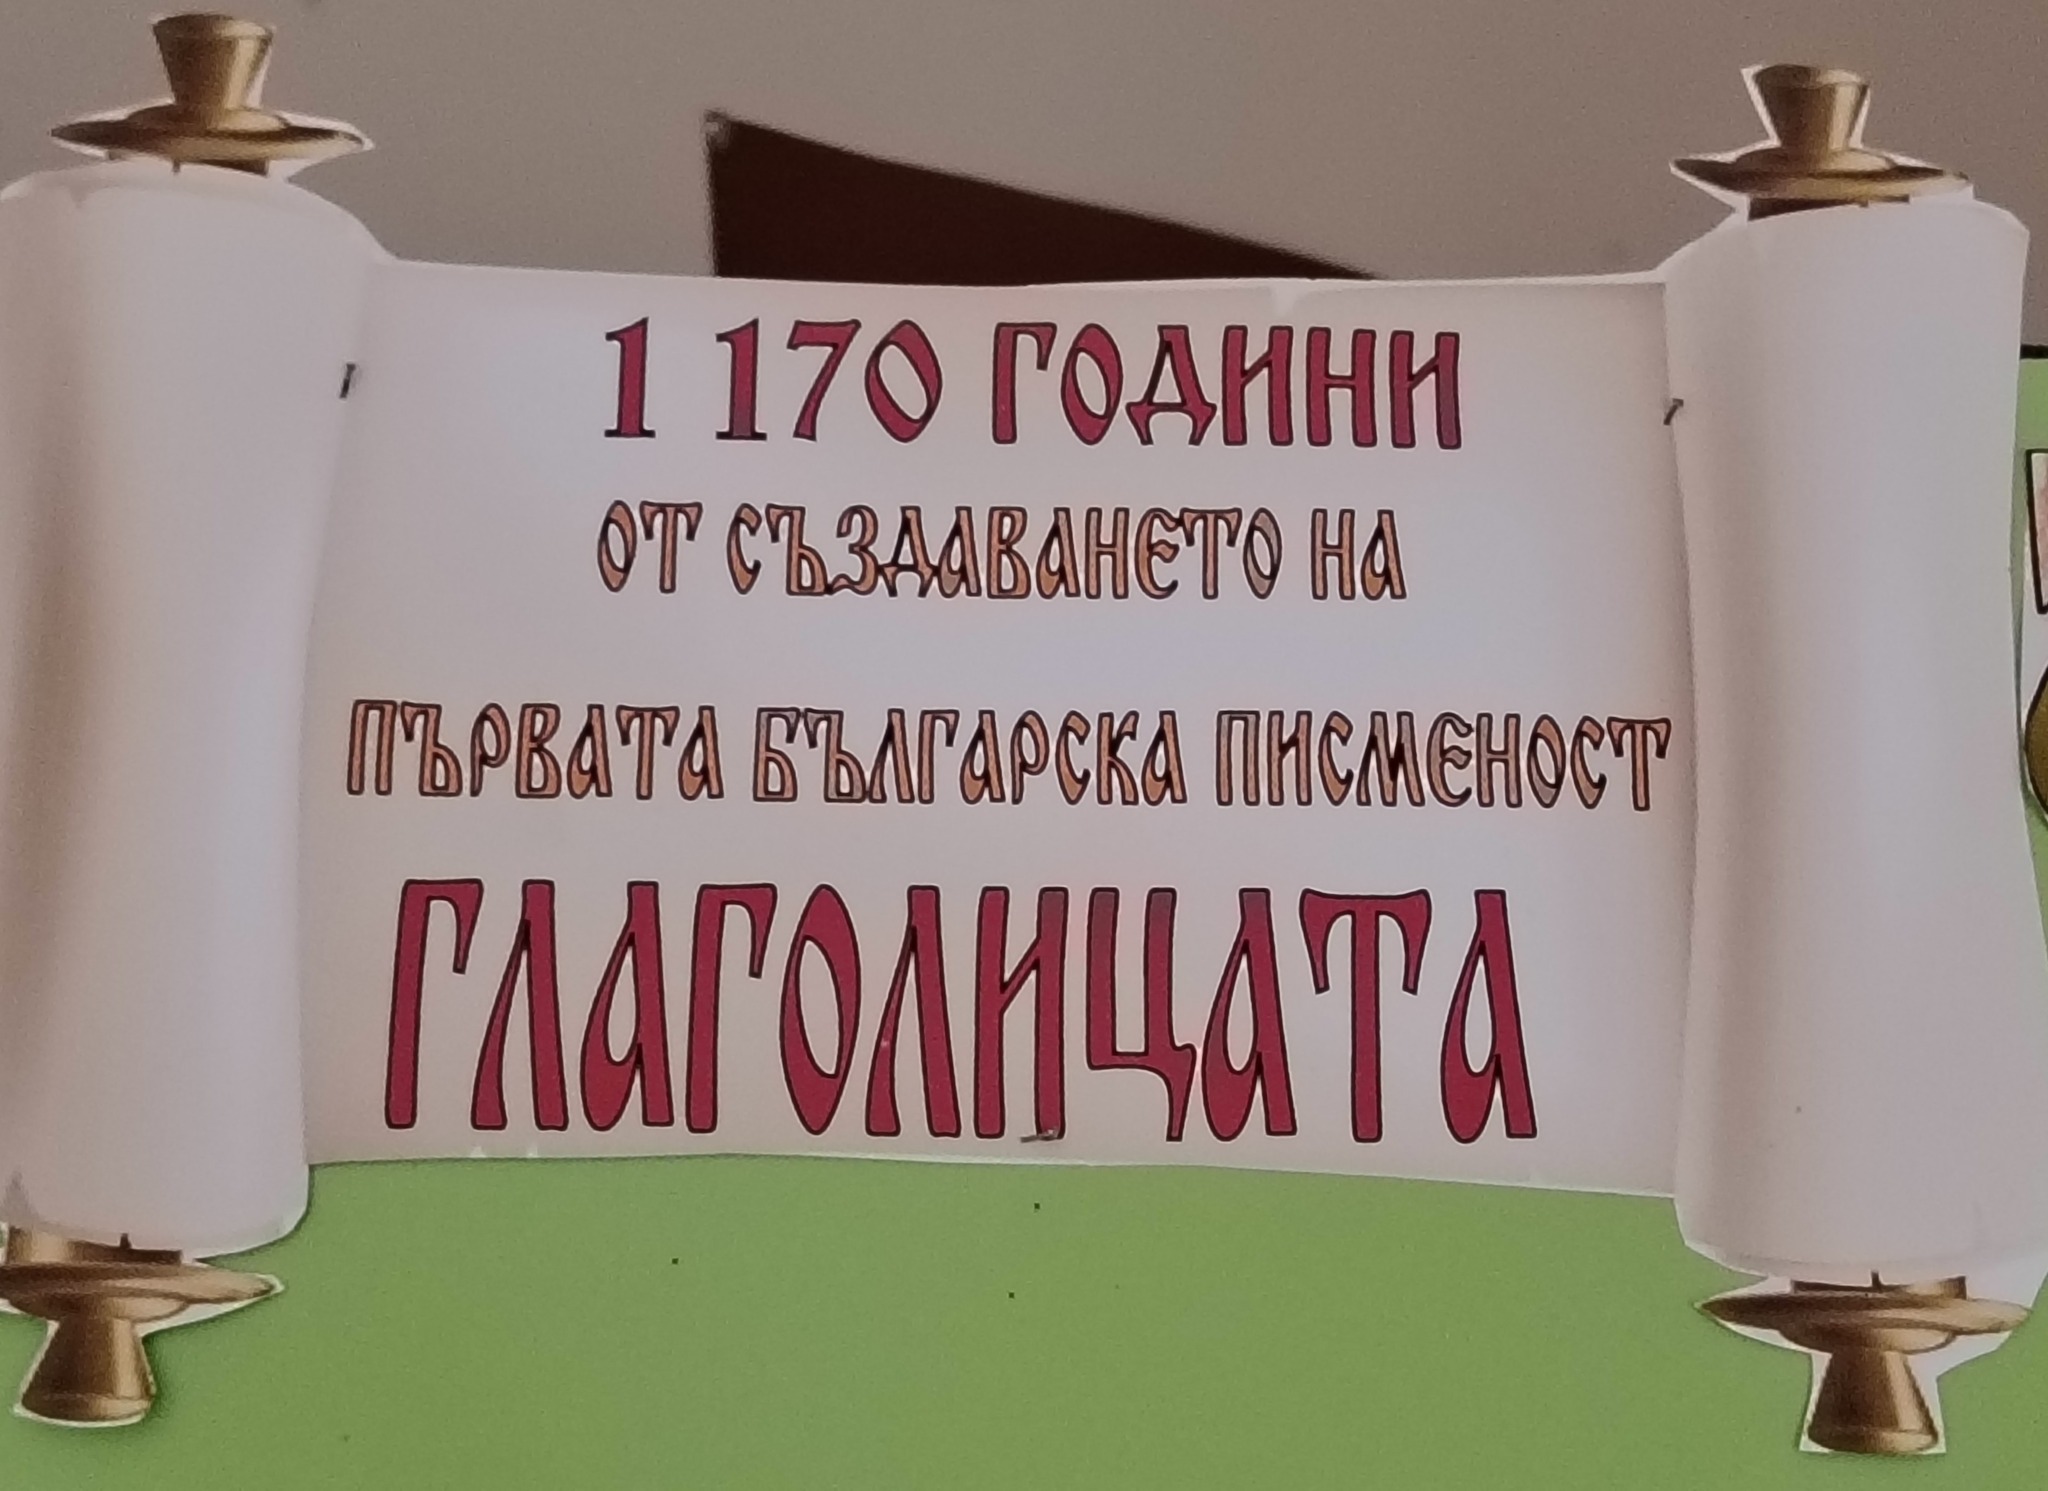 1 170 ГОДИНИ
ОТ СЪЗДАВАНЕТО НА
ПЪРВАТА БЪЛГАРСКА ПИСМЕНОСТ
ГЛАГОЛИЦАТА